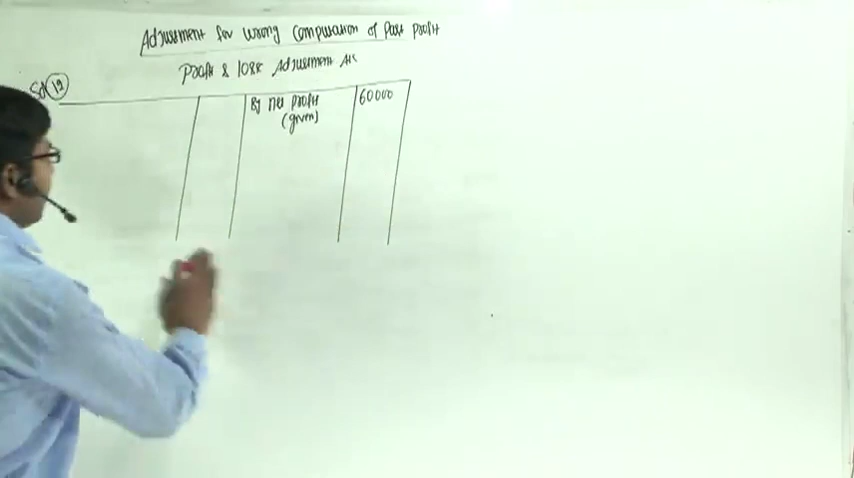 Adjustment for wrong computation of Past Profit
Profit & loss Adjustment A/c
Sol 19
By net profit 60000
(given)